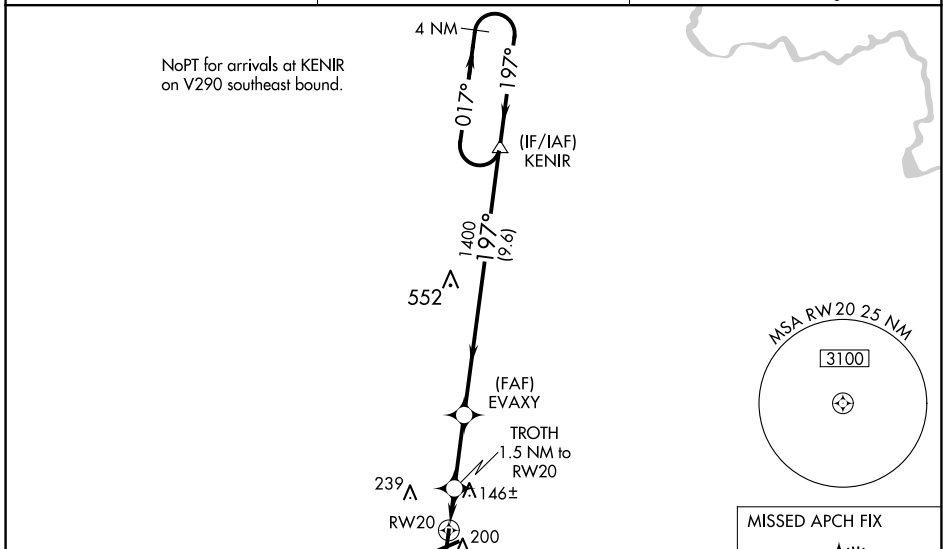 4 NM
NoPT for arrivals at KENIR
on V290 southeast bound.
017°
197°
(IF/IAF)
KENIR
1400
197°
(9.6)
552
MSA RW20 25 NM
3100
(FAF)
EVAXY
TROTH
1.5 NM to
RW20
239
146±
RW20
200
MISSED APCH FIX